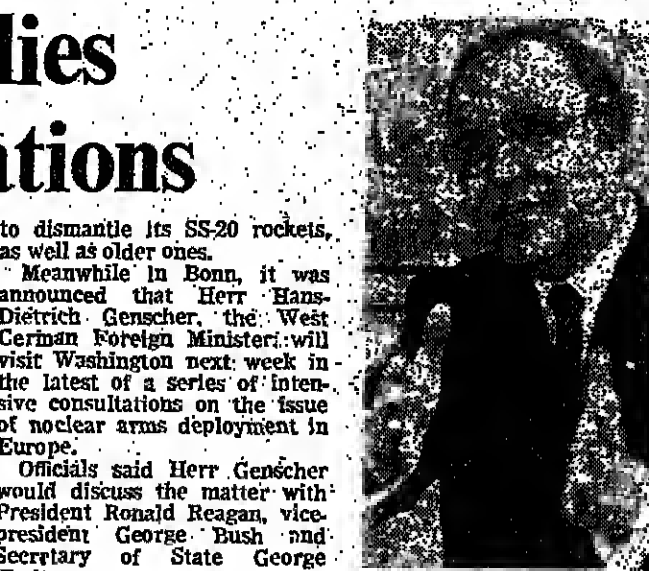 lies
ations
to dismantle its SS-20 rockets,
as well as older ones.
Meanwhile in Bonn, it was
announced that Herr Hans-
Dietrich Genscher, the West
German Foreign Minister, will
visit Washington next week in
the latest of a series of inten-
sive consultations on the issue
of noclear arms deployment in
Europe.
Officials said Herr Genscher
would discuss the matter with
President Ronald Reagan, vice-
president George Bush and
Secrrtary of State George